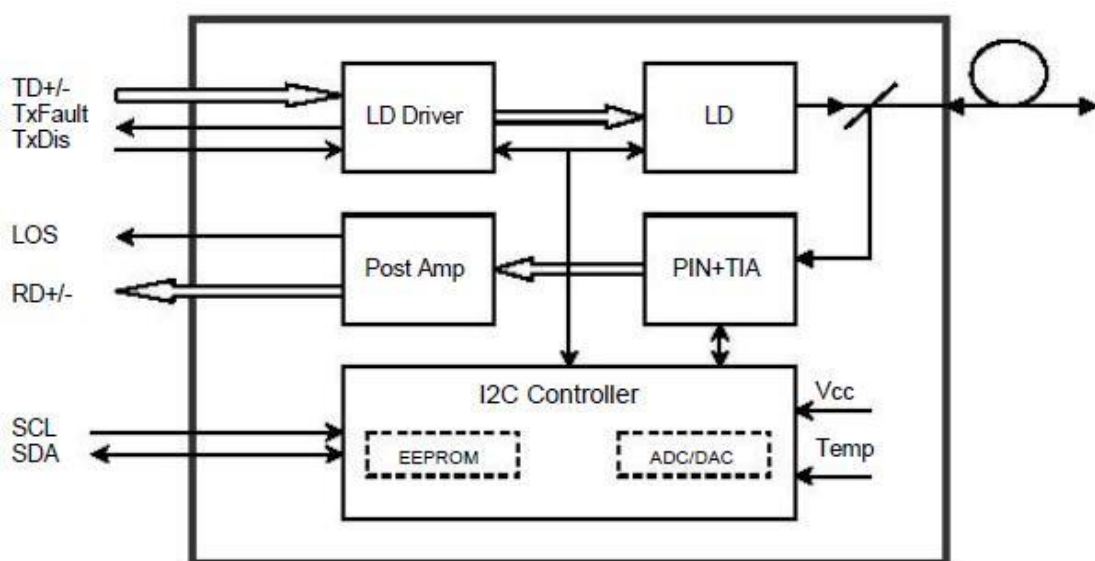 TD+/-
TxFault
TxDis
LD Driver
LD
LOS
RD+/-
Post Amp
PIN+TIA
I2C Controller
Vcc
SCL
SDA
EEPROM
ADC/DAC
Temp